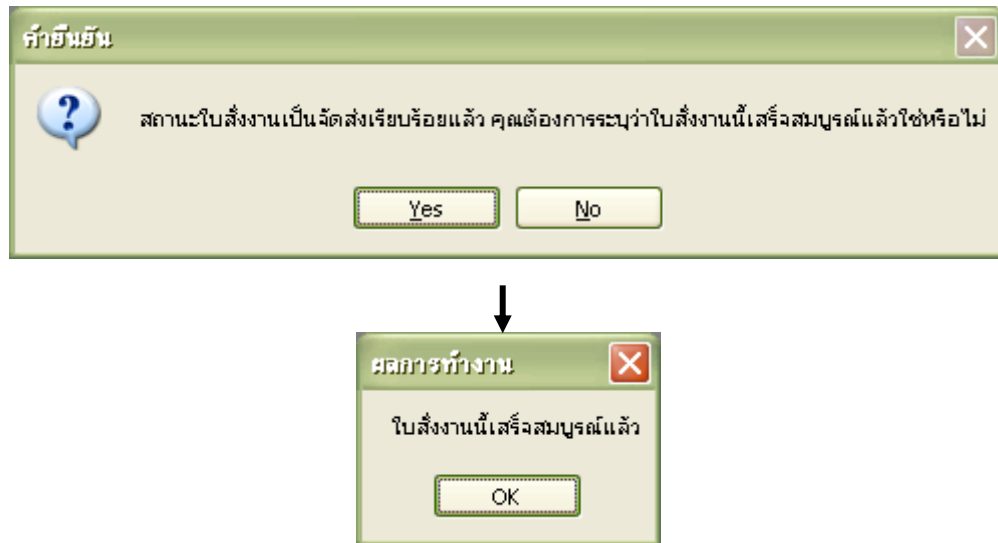 คำยืนยัน
สถานะใบสั่งงานเป็นจัดส่งเรียบร้อยแล้ว คุณต้องการระบุว่าใบสั่งงานนี้เสร็จสมบูรณ์แล้วใช่หรือไม่
Yes No
ผลการทำงาน
ใบสั่งงานนี้เสร็จสมบูรณ์แล้ว
OK